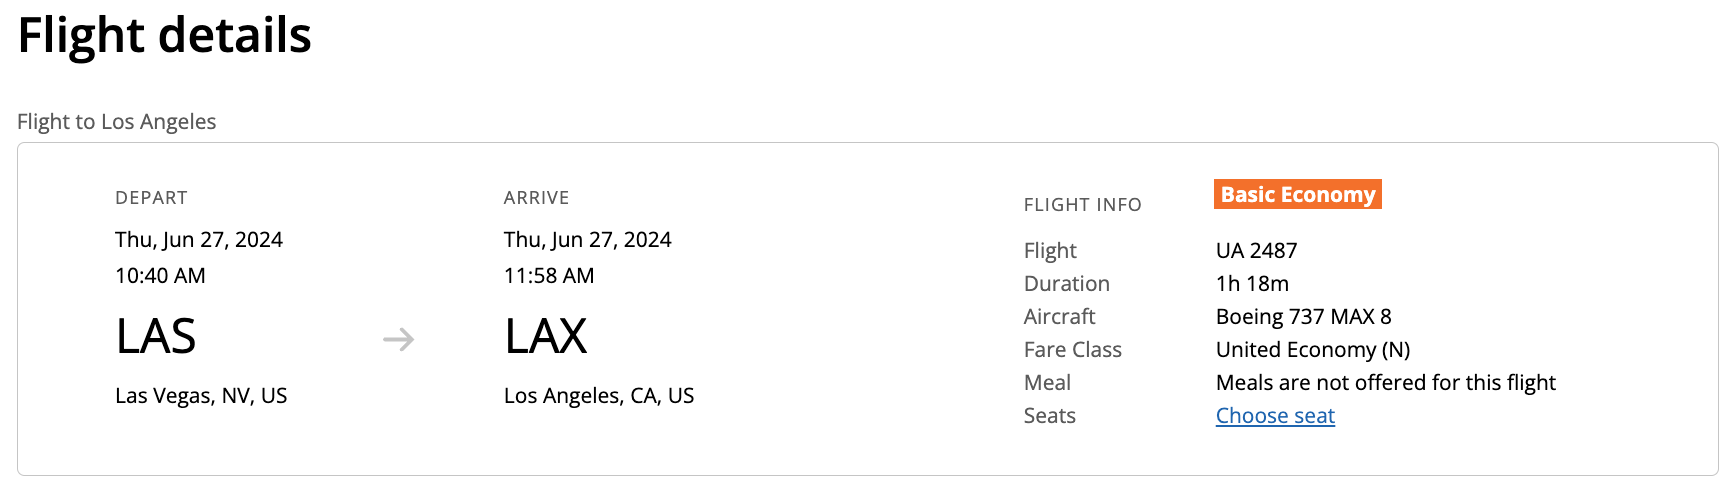 Flight details
Flight to Los Angeles
DEPART
Thu, Jun 27, 2024
10:40 AM
LAS
Las Vegas, NV, US
ARRIVE
Thu, Jun 27, 2024
11:58 AM
LAX
Los Angeles, CA, US
FLIGHT INFO
Basic Economy
Flight UA 2487
Duration 1h 18m
Aircraft Boeing 737 MAX 8
Fare Class United Economy (N)
Meal Meals are not offered for this flight
Seats Choose seat